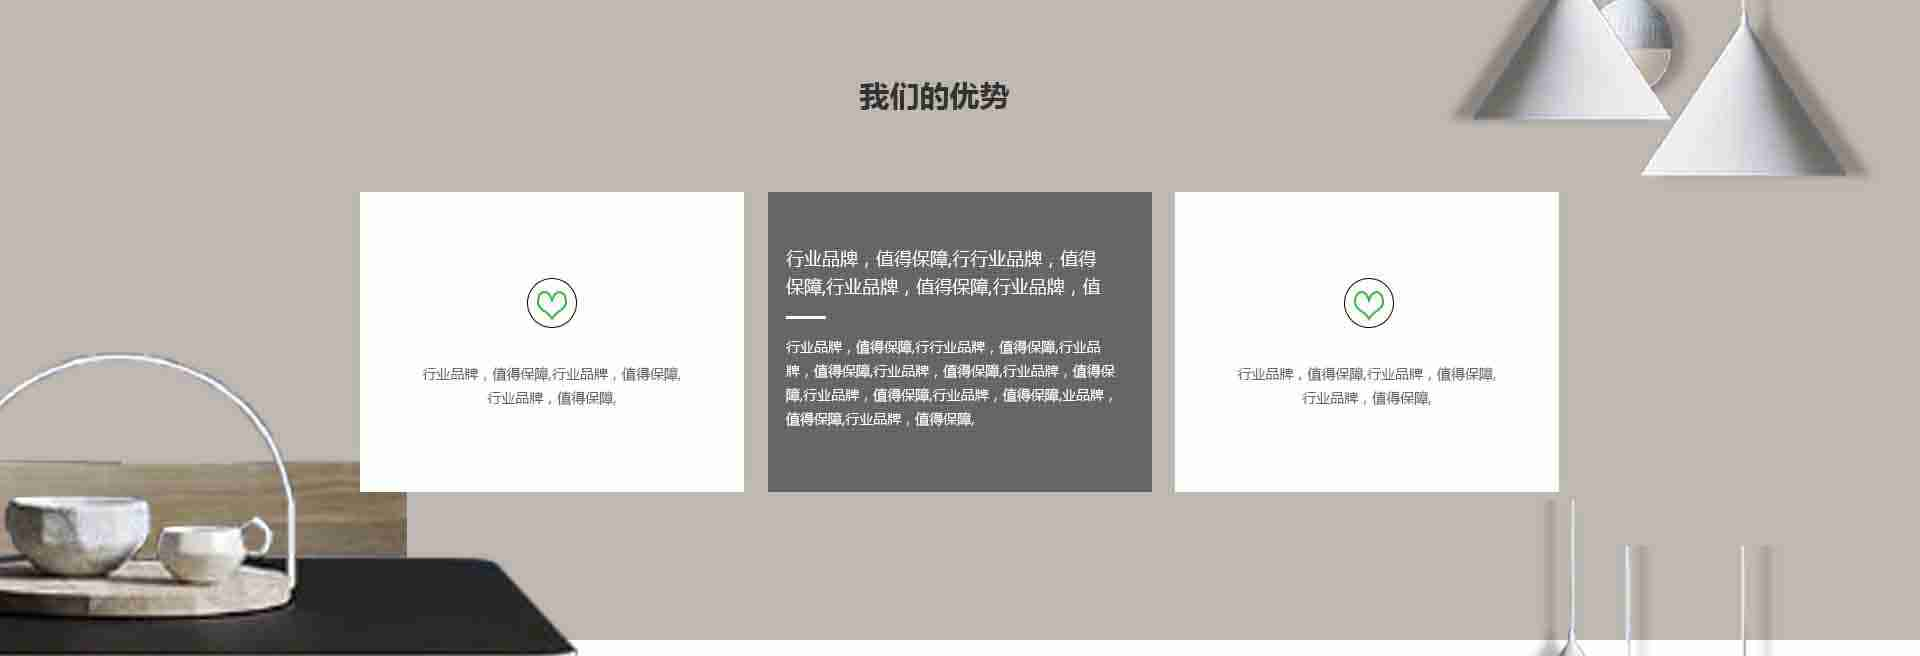 我们的优势
行业品牌，值得保障,行业品牌，值得保障,
行业品牌，值得保障,
行业品牌，值得保障,行行业品牌，值得
保障,行业品牌，值得保障,行业品牌，值
行业品牌，值得保障,行行业品牌，值得保障,行业品
牌，值得保障,行业品牌，值得保障,行业品牌，值得保
障,行业品牌，值得保障,行业品牌，值得保障,业品牌，
值得保障,行业品牌，值得保障,
行业品牌，值得保障,行业品牌，值得保障,
行业品牌，值得保障,